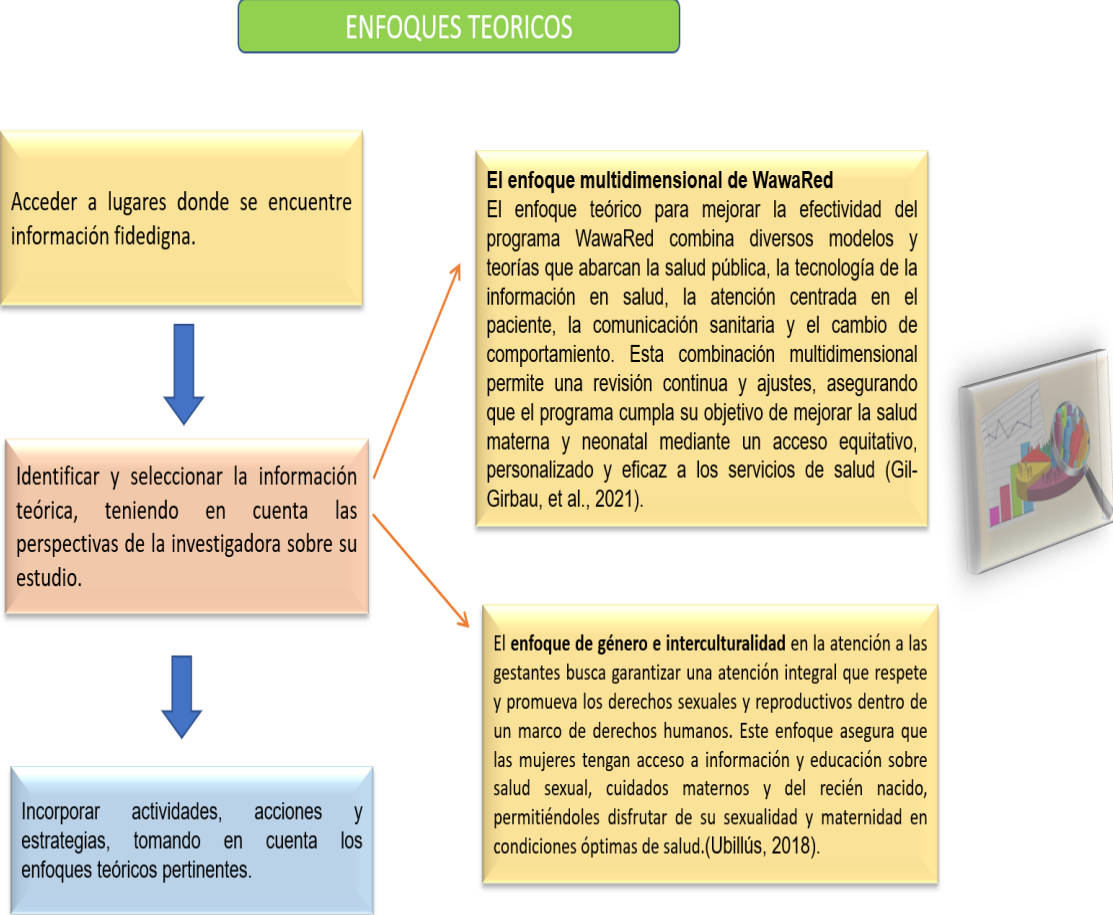 ENFOQUES TEORICOS
Acceder a lugares donde se encuentre
información fidedigna.
Identificar y seleccionar la información
teórica, teniendo en cuenta las
perspectivas de la investigadora sobre su
estudio.
Incorporar actividades, acciones y
estrategias, tomando en cuenta los
enfoques teóricos pertinentes.
El enfoque multidimensional de WawaRed
El enfoque teórico para mejorar la efectividad del
programa WawaRed combina diversos modelos y
teorías que abarcan la salud pública, la tecnología de la
información en salud, la atención centrada en el
paciente, la comunicación sanitaria y el cambio de
comportamiento. Esta combinación multidimensional
permite una revisión continua y ajustes, asegurando
que el programa cumpla su objetivo de mejorar la salud
materna y neonatal mediante un acceso equitativo,
personalizado y eficaz a los servicios de salud (Gil-
Girbau, et al., 2021).
El enfoque de género e interculturalidad en la atención a las
gestantes busca garantizar una atención integral que respete
y promueva los derechos sexuales y reproductivos dentro de
un marco de derechos humanos. Este enfoque asegura que
las mujeres tengan acceso a información y educación sobre
salud sexual, cuidados maternos y del recién nacido,
permitiéndoles disfrutar de su sexualidad y maternidad en
condiciones óptimas de salud.(Ubillús, 2018).